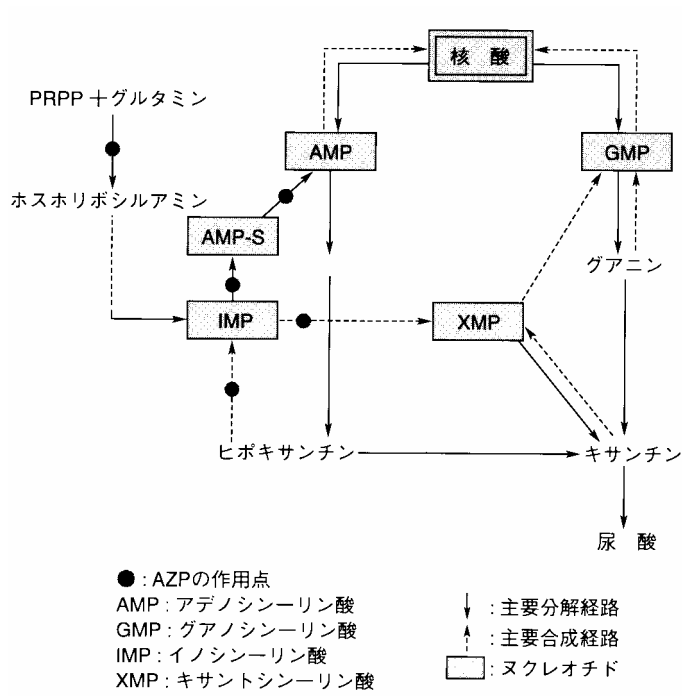 核 酸
PRPP＋グルタミン
AMP
GMP
ホスホリボシルアミン
AMP-S
グアニン
IMP
XMP
ヒポキサンチン
キサンチン
尿 酸
●：AZPの作用点
AMP：アデノシン一リン酸
GMP：グアノシン一リン酸
IMP：イノシン一リン酸
XMP：キサントシン一リン酸
：主要分解経路
：主要合成経路
：ヌクレオチド